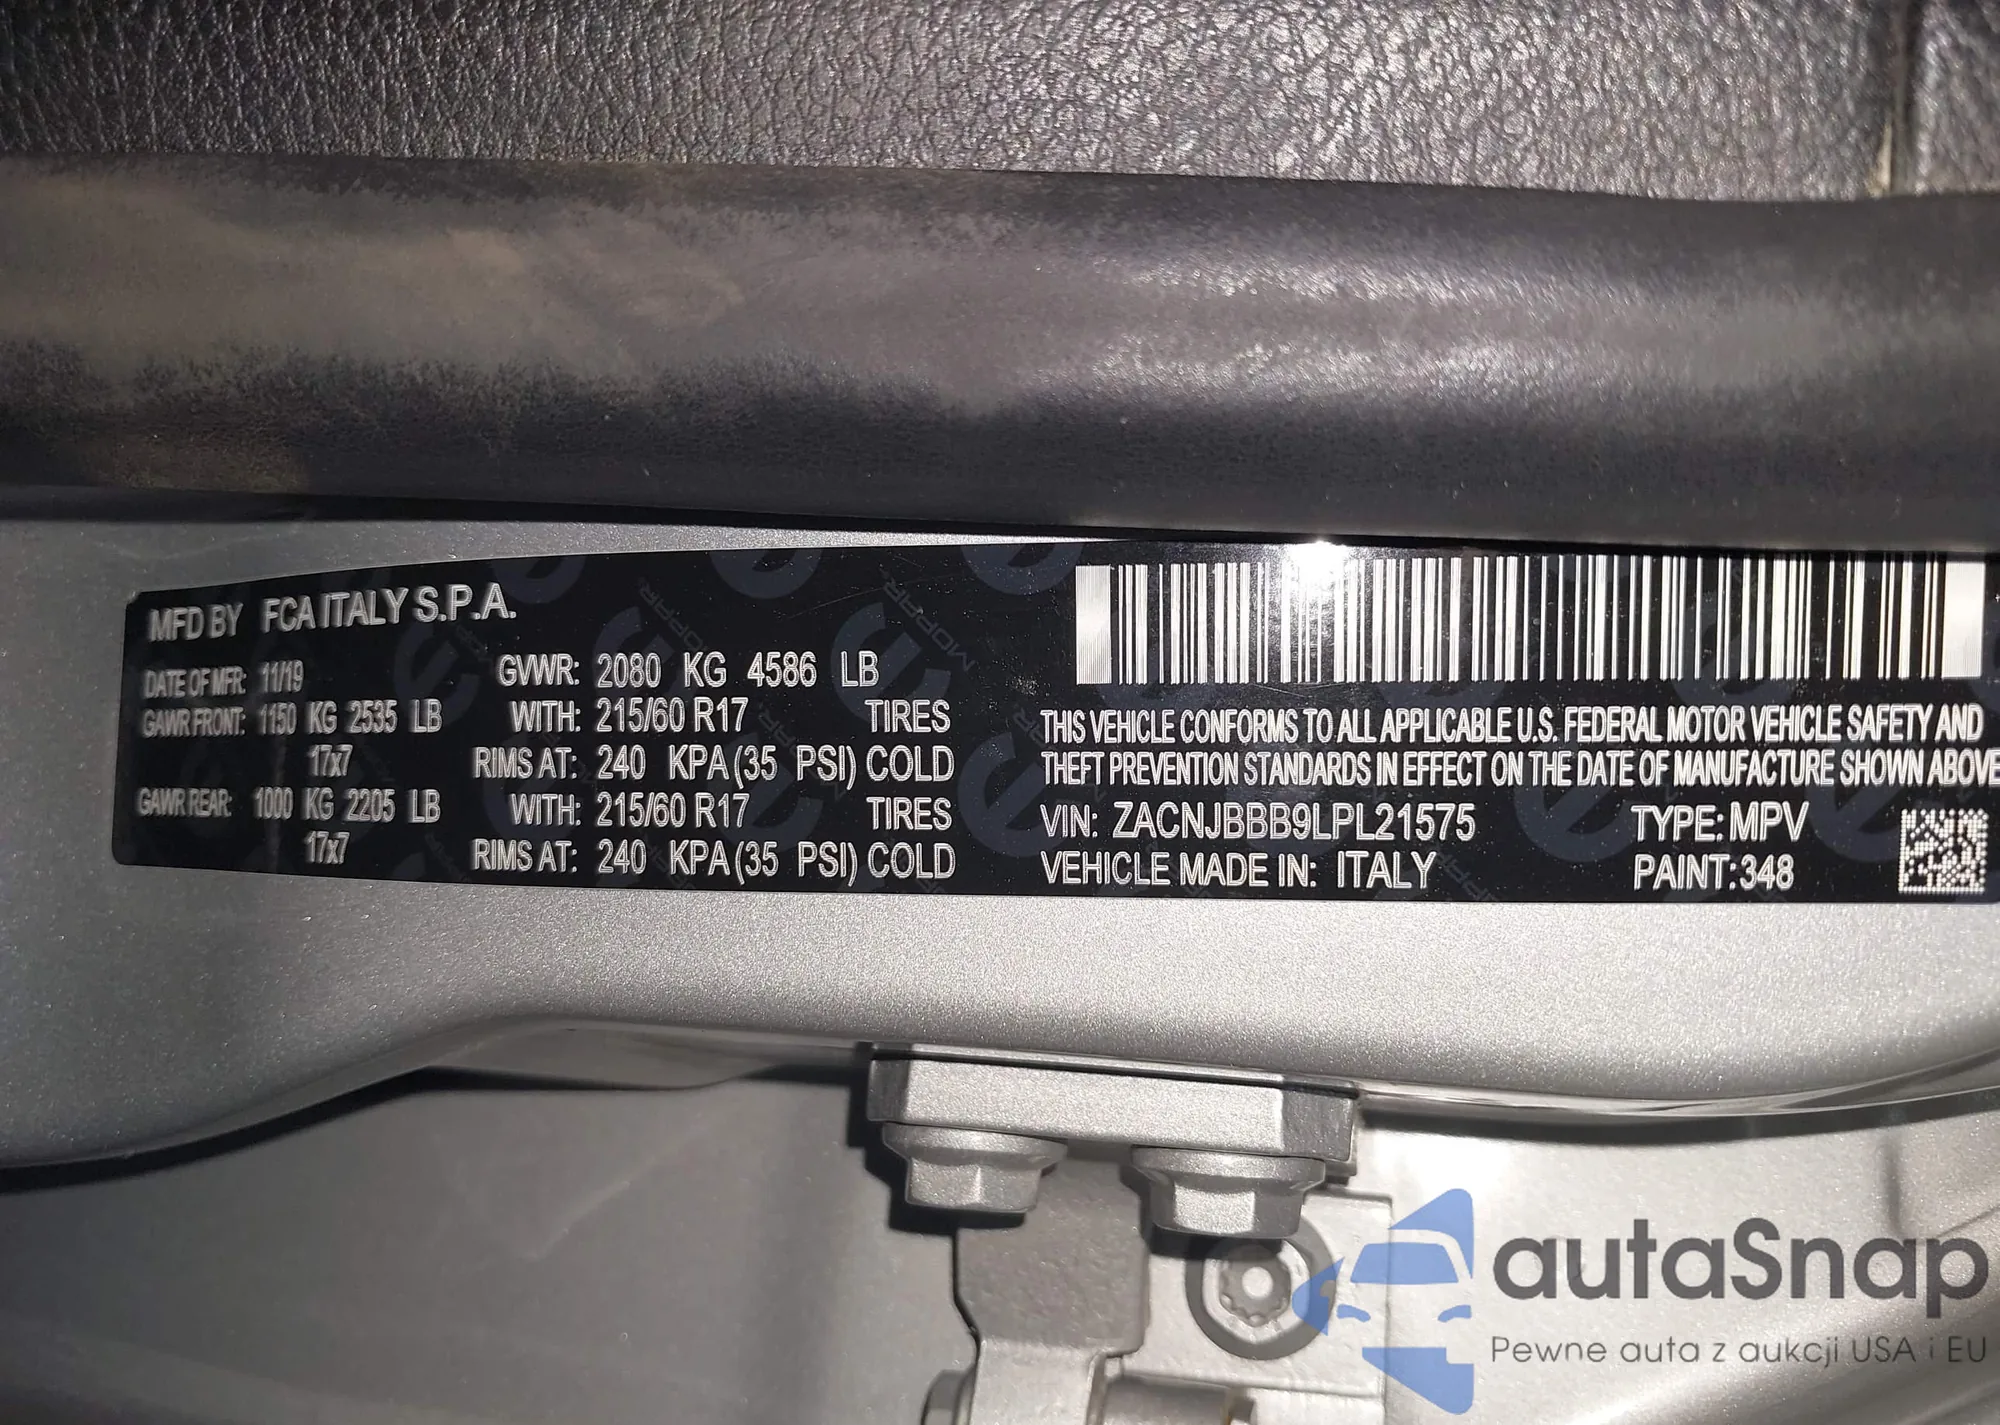 MFD BY FCA ITALY S.P.A.
DATE OF MFR: 11/19 GVWR: 2080 KG 4586 LB
GAWR FRONT: 1150 KG 2535 LB WITH: 215/60 R17 TIRES
17x7 RIMS AT: 240 KPA (35 PSI) COLD
GAWR REAR: 1000 KG 2205 LB WITH: 215/60 R17 TIRES
17x7 RIMS AT: 240 KPA (35 PSI) COLD
THIS VEHICLE CONFORMS TO ALL APPLICABLE U.S. FEDERAL MOTOR VEHICLE SAFETY AND
THEFT PREVENTION STANDARDS IN EFFECT ON THE DATE OF MANUFACTURE SHOWN ABOVE
VIN: ZACNJBBB9LPL21575 TYPE: MPV
VEHICLE MADE IN: ITALY PAINT: 348
MOPAR
MOPAR
MOPAR
autaSnap
Pewne auta z aukcji USA i EU